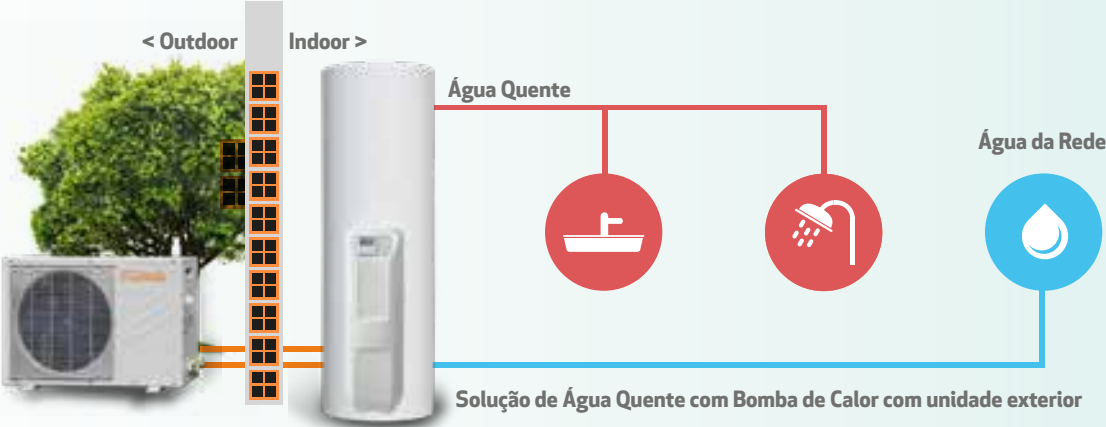 < Outdoor
Indoor >
Água Quente
Água da Rede
Solução de Água Quente com Bomba de Calor com unidade exterior